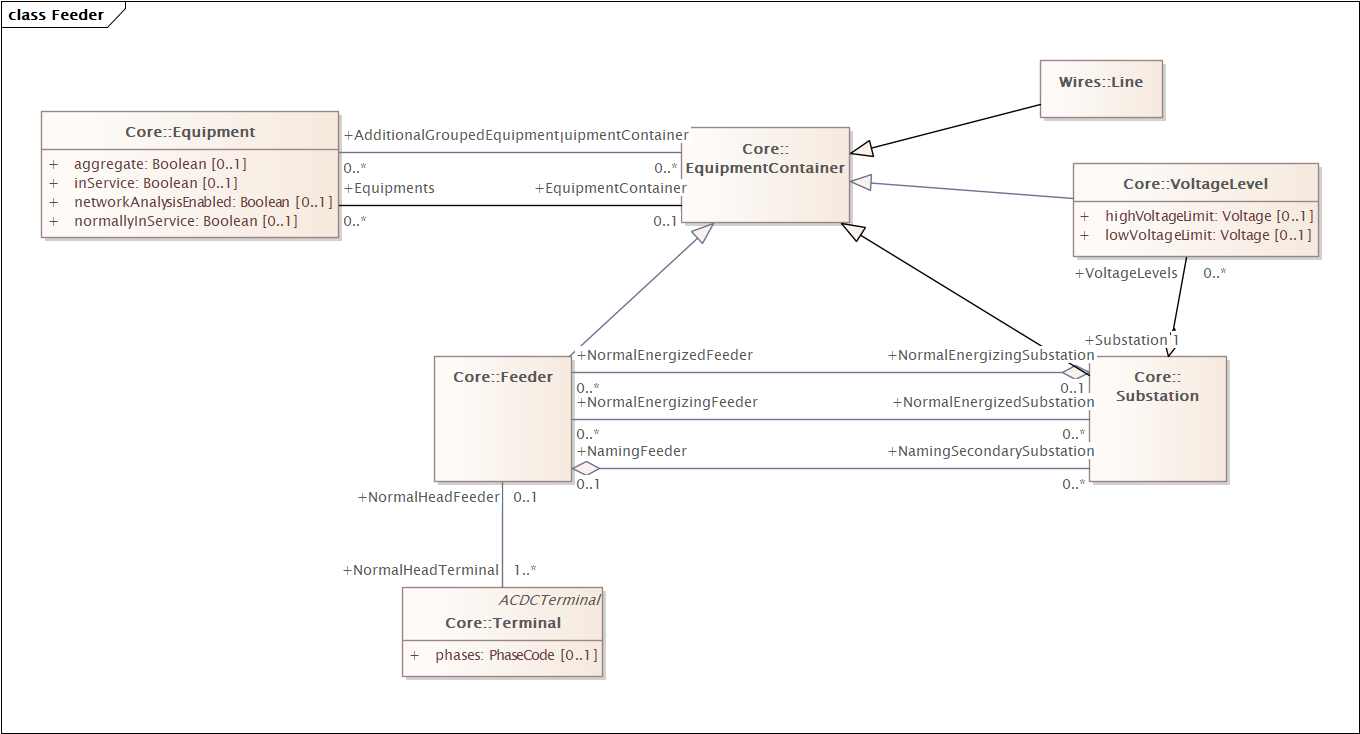 class Feeder
Wires::Line
Core::Equipment
+ aggregate: Boolean [0..1]
+ inService: Boolean [0..1]
+ networkAnalysisEnabled: Boolean [0..1]
+ normallyInService: Boolean [0..1]
+AdditionalGroupedEquipment
uipmentContainer
0..*
0..*
+Equipments
+EquipmentContainer
0..*
0..1
Core::
EquipmentContainer
Core::VoltageLevel
+ highVoltageLimit: Voltage [0..1]
+ lowVoltageLimit: Voltage [0..1]
+VoltageLevels
0..*
+Substation
1
Core::Feeder
+NormalEnergizedFeeder
+NormalEnergizingSubstation
0..*
0..1
+NormalEnergizingFeeder
+NormalEnergizedSubstation
0..*
0..*
+NamingFeeder
+NamingSecondarySubstation
0..1
0..*
Core::
Substation
+NormalHeadFeeder
0..1
+NormalHeadTerminal
1..*
ACDCTerminal
Core::Terminal
+ phases: PhaseCode [0..1]